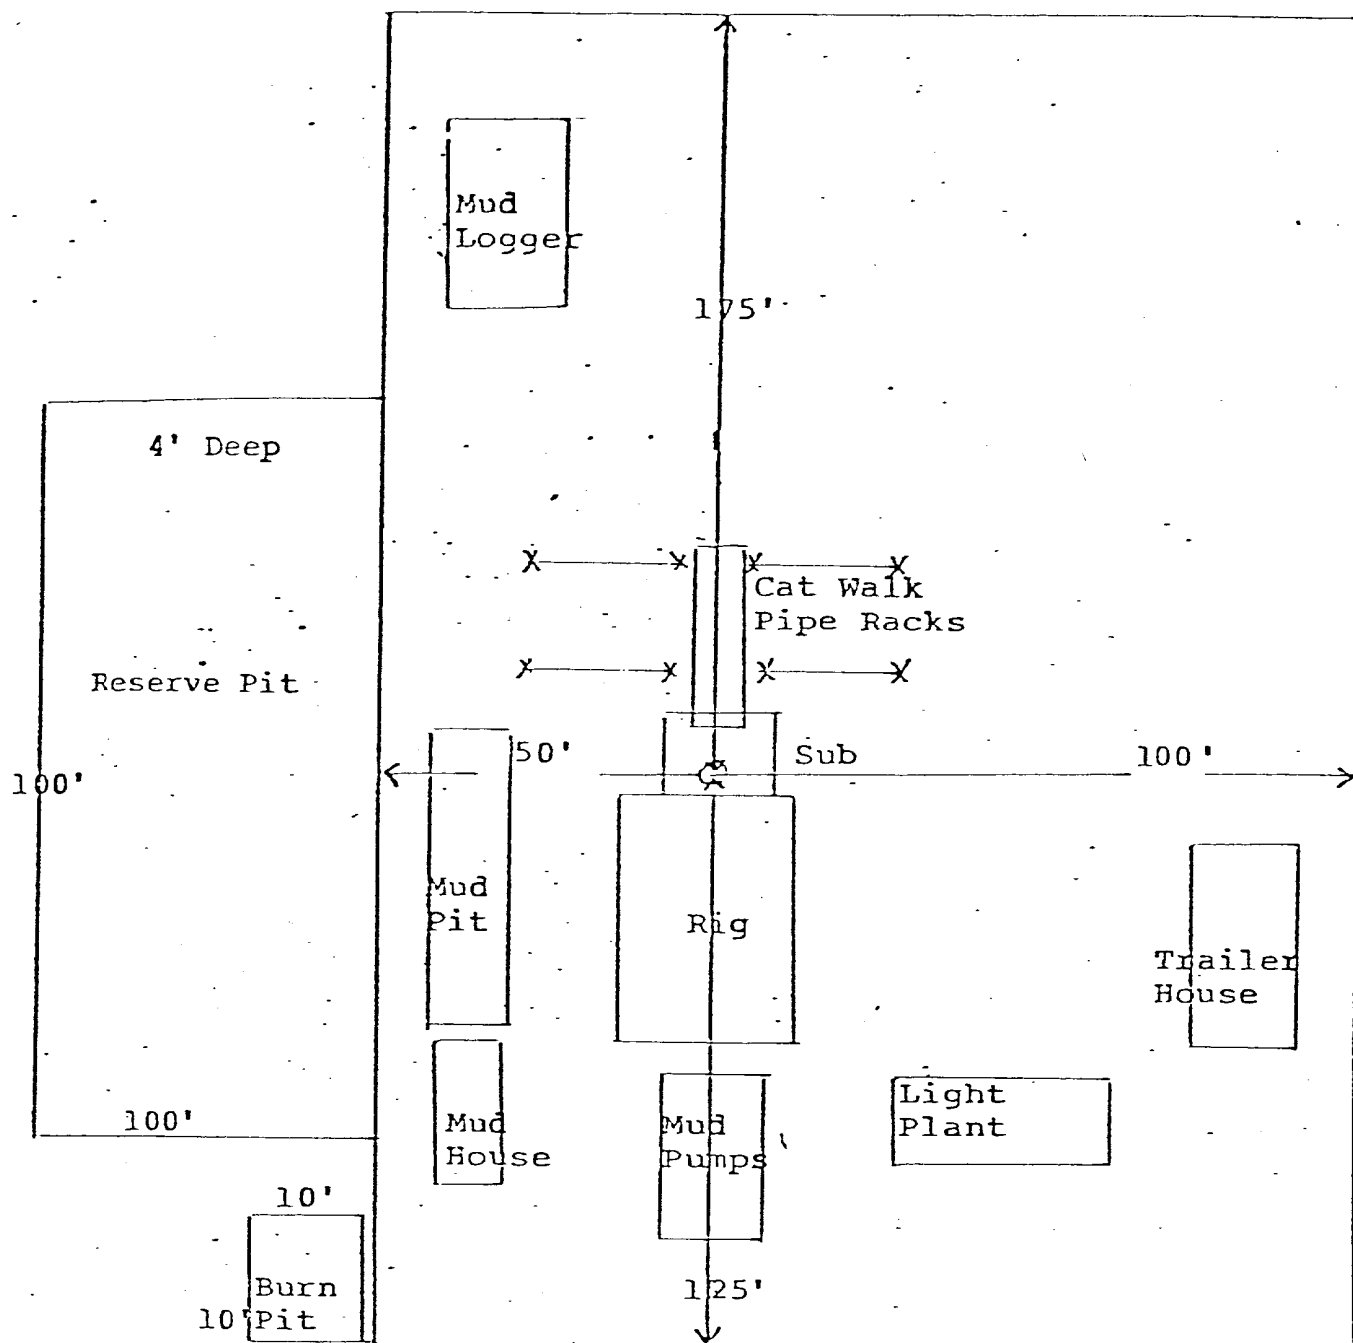 Mud
Logger
175'
4' Deep
Cat Walk
Pipe Racks
Reserve Pit
50'
Sub
100'
100'
Mud
Pit
Rig
Trailer
House
Light
Plant
100'
Mud
House
Mud
Pumps
10'
Burn
10' Pit
125'